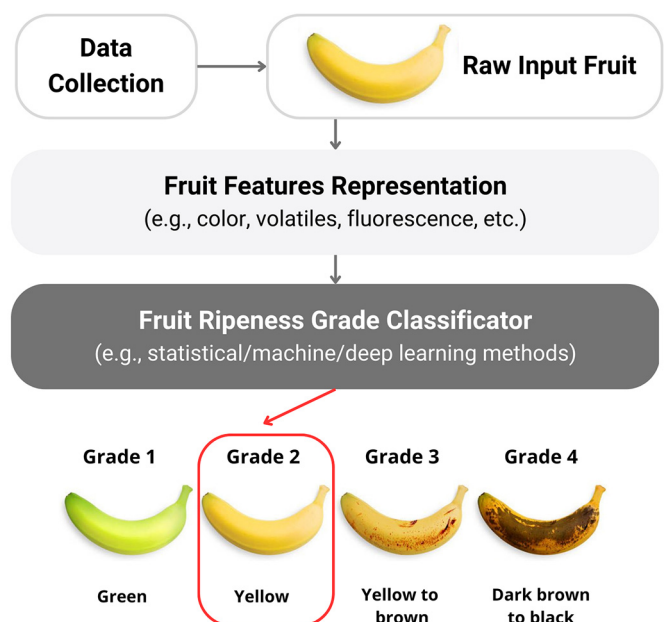 Data
Collection
Raw Input Fruit
Fruit Features Representation
(e.g., color, volatiles, fluorescence, etc.)
Fruit Ripeness Grade Classificator
(e.g., statistical/machine/deep learning methods)
Grade 1
Grade 2
Grade 3
Grade 4
Green
Yellow
Yellow to
brown
Dark brown
to black